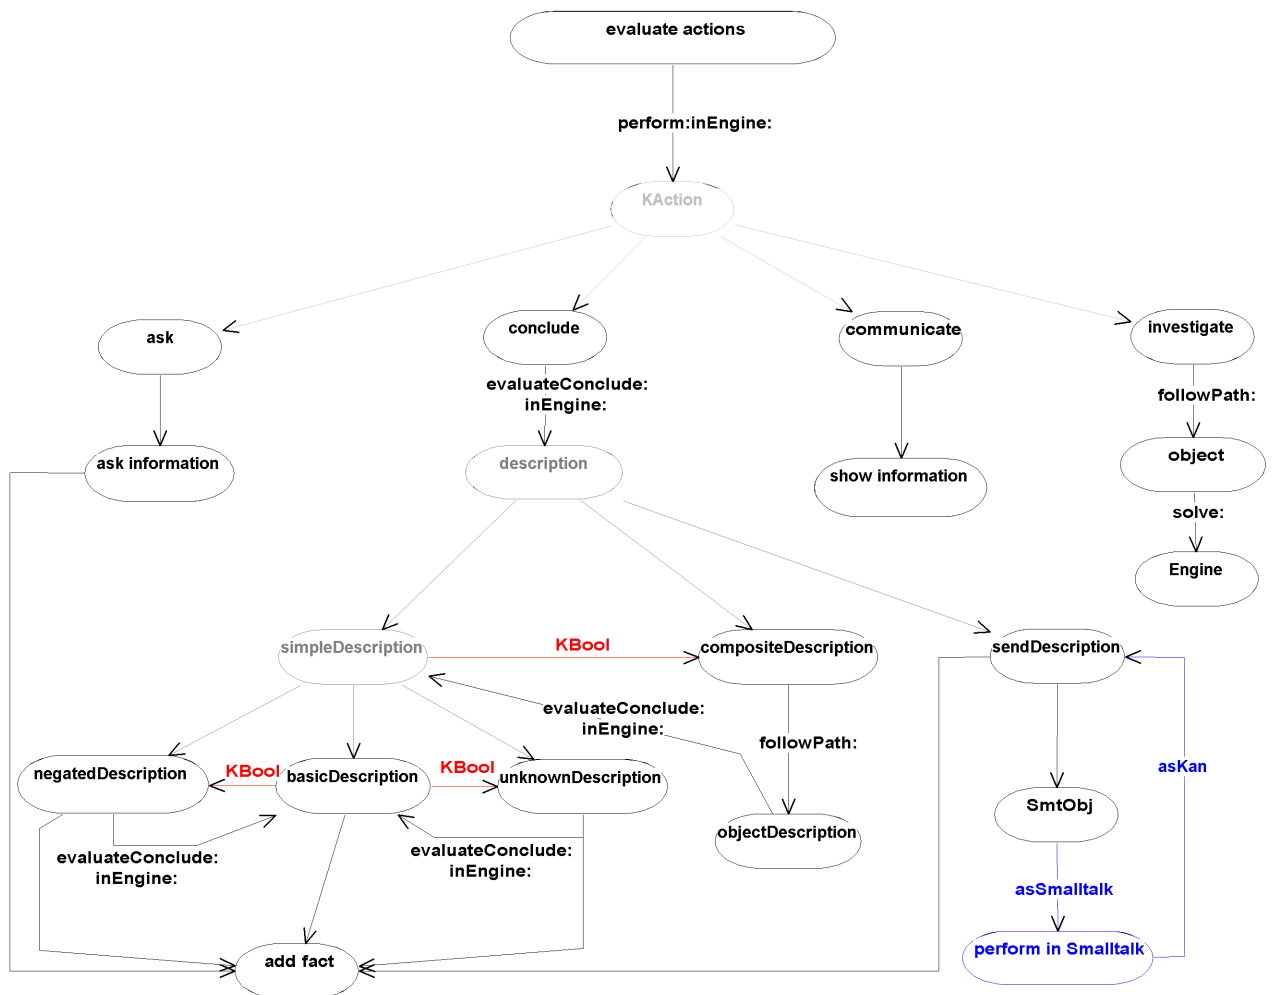 evaluate actions
perform:inEngine:
KAction
ask
conclude
communicate
investigate
evaluateConclude:
inEngine:
followPath:
ask information
description
show information
object
solve:
Engine
simpleDescription
KBool
compositeDescription
sendDescription
evaluateConclude:
inEngine:
followPath:
negatedDescription
KBool
basicDescription
KBool
unknownDescription
asKan
SmtObj
objectDescription
evaluateConclude:
inEngine:
evaluateConclude:
inEngine:
asSmalltalk
add fact
perform in Smalltalk